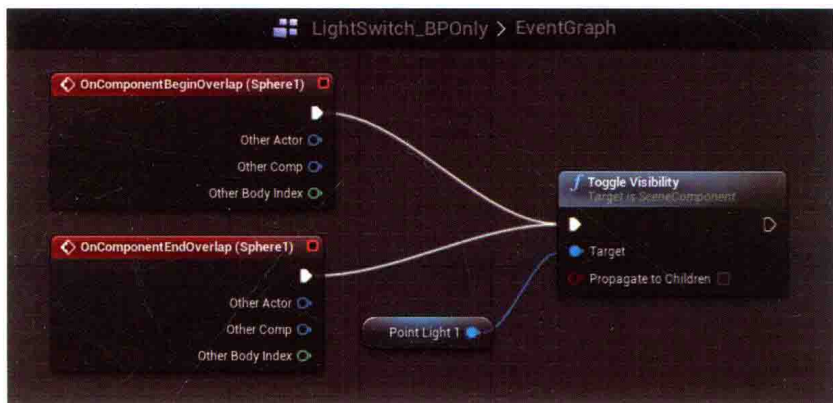 LightSwitch_BPOnly > EventGraph
OnComponentBeginOverlap (Sphere1)
Other Actor
Other Comp
Other Body Index
OnComponentEndOverlap (Sphere1)
Other Actor
Other Comp
Other Body Index
Point Light 1
f Toggle Visibility
Target is SceneComponent
Target
Propagate to Children